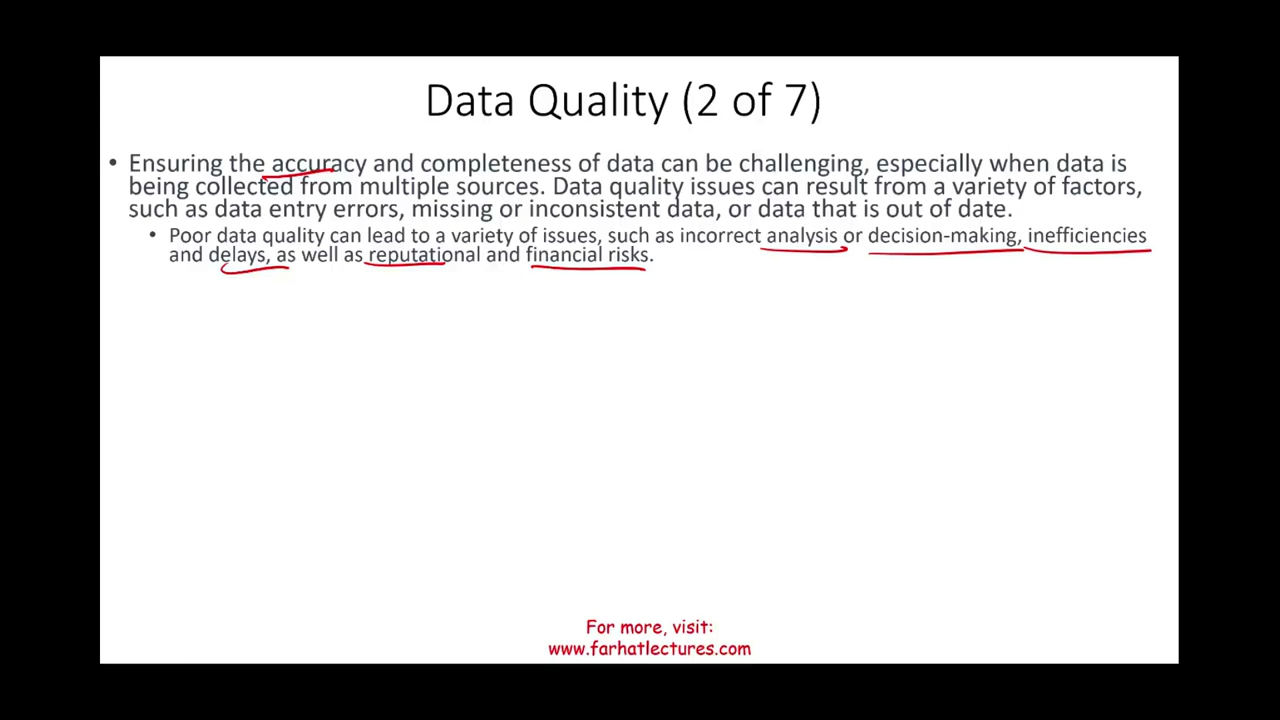 Data Quality (2 of 7)
• Ensuring the accuracy and completeness of data can be challenging, especially when data is
being collected from multiple sources. Data quality issues can result from a variety of factors,
such as data entry errors, missing or inconsistent data, or data that is out of date.
• Poor data quality can lead to a variety of issues, such as incorrect analysis or decision-making, inefficiencies
and delays, as well as reputational and financial risks.
For more, visit:
www.farhatlectures.com